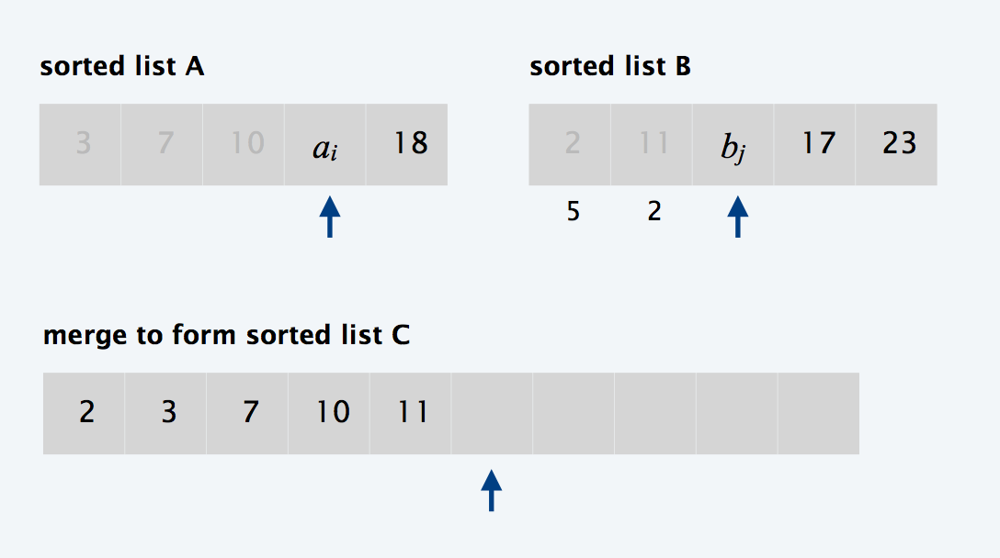 sorted list A
sorted list B
3 7 10 aᵢ 18
2 11 bⱼ 17 23
5 2
merge to form sorted list C
2 3 7 10 11